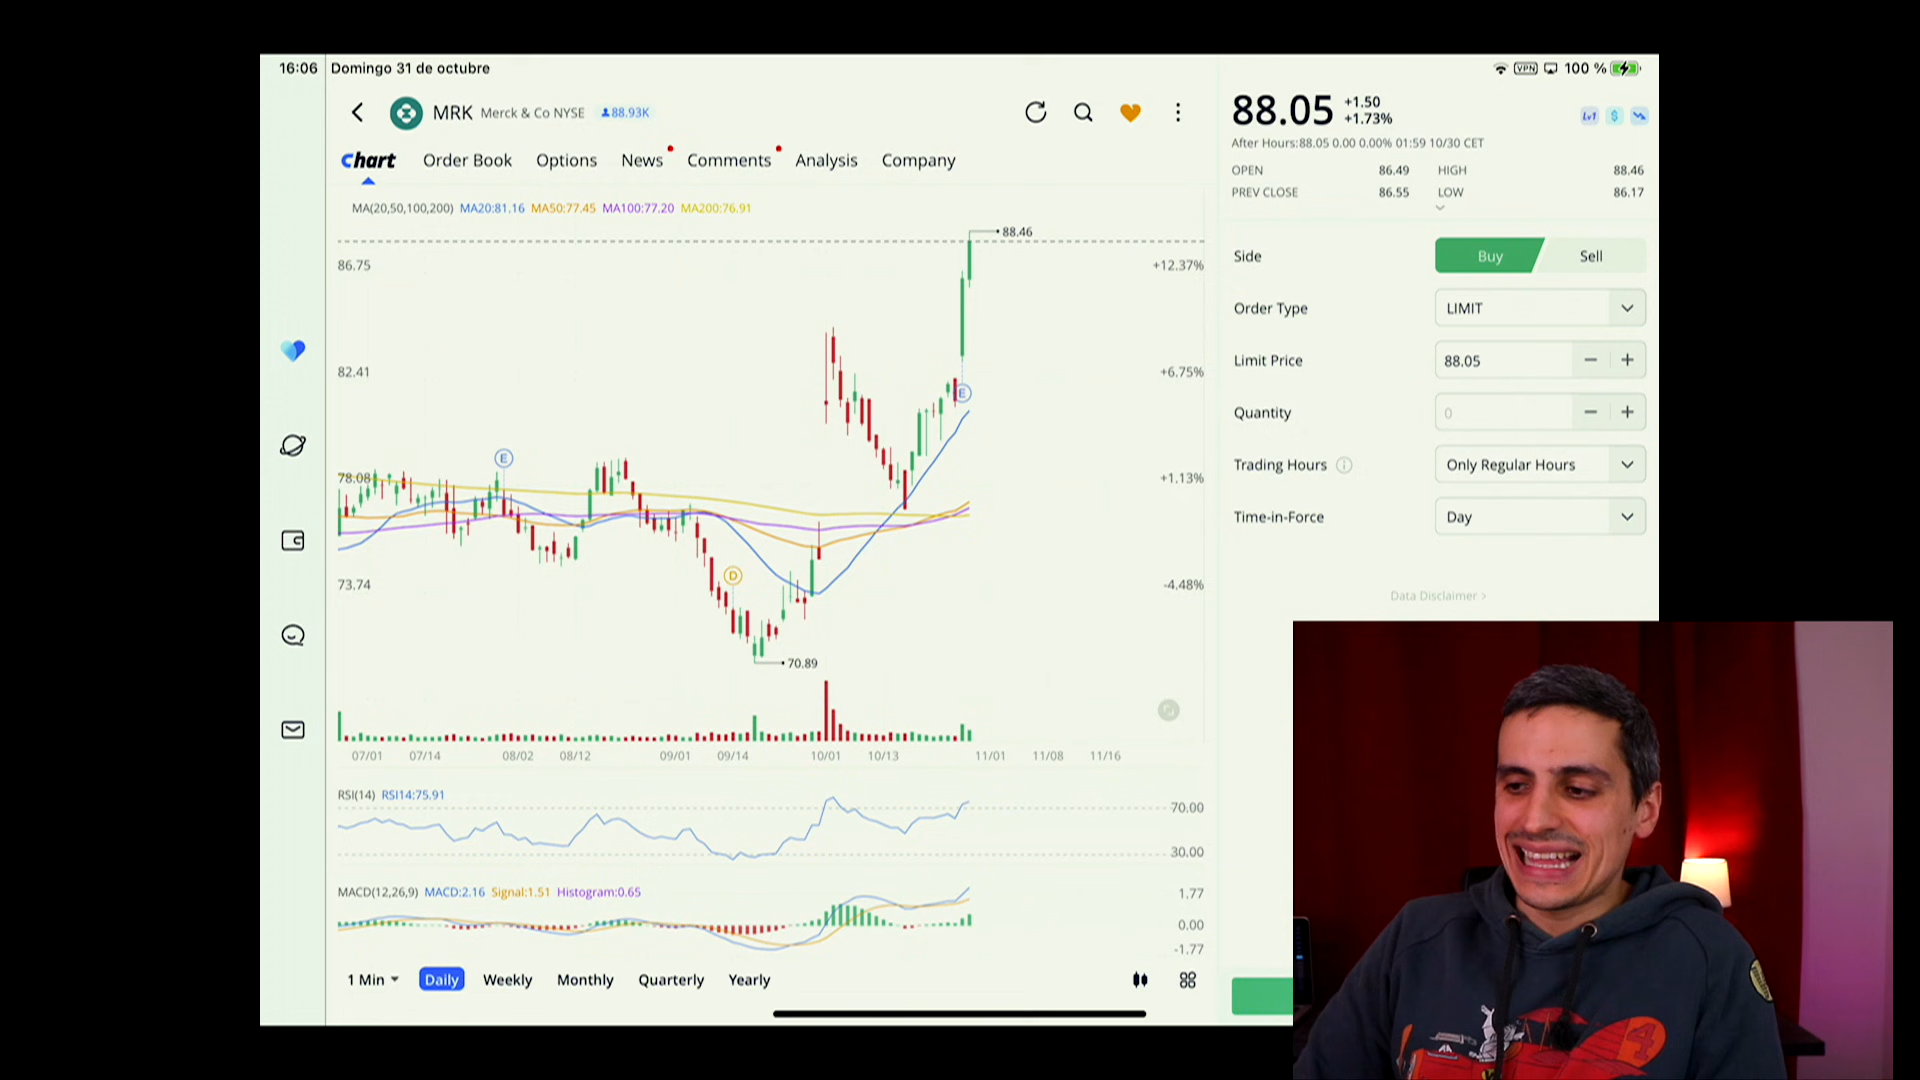 16:06 Domingo 31 de octubre
VPN 100 %
MRK Merck & Co NYSE 88.93K
Chart Order Book Options News Comments Analysis Company
MA(20,50,100,200) MA20:81.16 MA50:77.45 MA100:77.20 MA200:76.91
88.46
86.75 +12.37%
82.41 +6.75%
E
E
78.08 +1.13%
D
73.74 -4.48%
70.89
07/01 07/14 08/02 08/12 09/01 09/14 10/01 10/13 11/01 11/08 11/16
RSI(14) RSI14:75.91
70.00
30.00
MACD(12,26,9) MACD:2.16 Signal:1.51 Histogram:0.65
1.77
0.00
-1.77
1 Min Daily Weekly Monthly Quarterly Yearly
88.05 +1.50
+1.73%
Lv1 $
After Hours:88.05 0.00 0.00% 01:59 10/30 CET
OPEN 86.49 HIGH 88.46
PREV CLOSE 86.55 LOW 86.17
Side Buy Sell
Order Type LIMIT
Limit Price 88.05
Quantity 0
Trading Hours Only Regular Hours
Time-in-Force Day
Data Disclaimer >
4